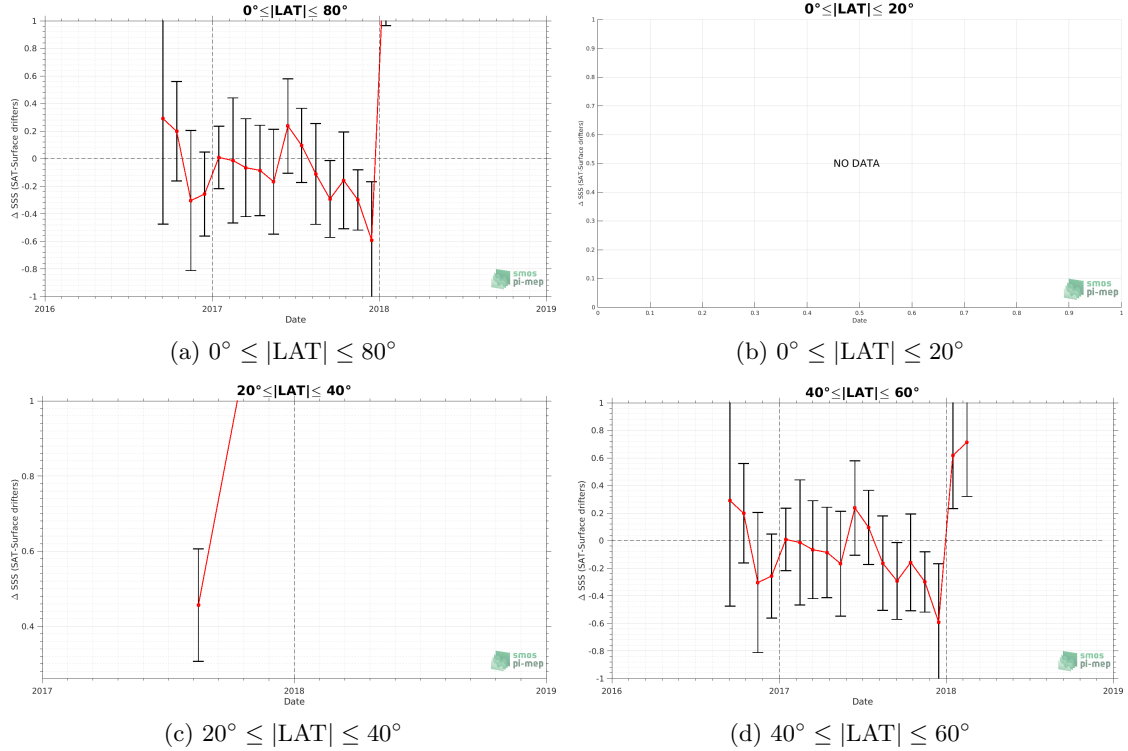 0°≤|LAT|≤ 80°
1
0.8
0.6
0.4
0.2
0
-0.2
-0.4
-0.6
-0.8
-1
Δ SSS (SAT-Surface drifters)
2016
2017
2018
2019
Date
smos
pi-mep
(a) 0° ≤ |LAT| ≤ 80°
0°≤|LAT|≤ 20°
1
0.9
0.8
0.7
0.6
0.5
0.4
0.3
0.2
0.1
0
Δ SSS (SAT-Surface drifters)
NO DATA
0
0.1
0.2
0.3
0.4
0.5
0.6
0.7
0.8
0.9
1
Date
smos
pi-mep
(b) 0° ≤ |LAT| ≤ 20°
20°≤|LAT|≤ 40°
1
0.8
0.6
0.4
Δ SSS (SAT-Surface drifters)
2017
2018
2019
Date
smos
pi-mep
(c) 20° ≤ |LAT| ≤ 40°
40°≤|LAT|≤ 60°
1
0.8
0.6
0.4
0.2
0
-0.2
-0.4
-0.6
-0.8
-1
Δ SSS (SAT-Surface drifters)
2016
2017
2018
2019
Date
smos
pi-mep
(d) 40° ≤ |LAT| ≤ 60°